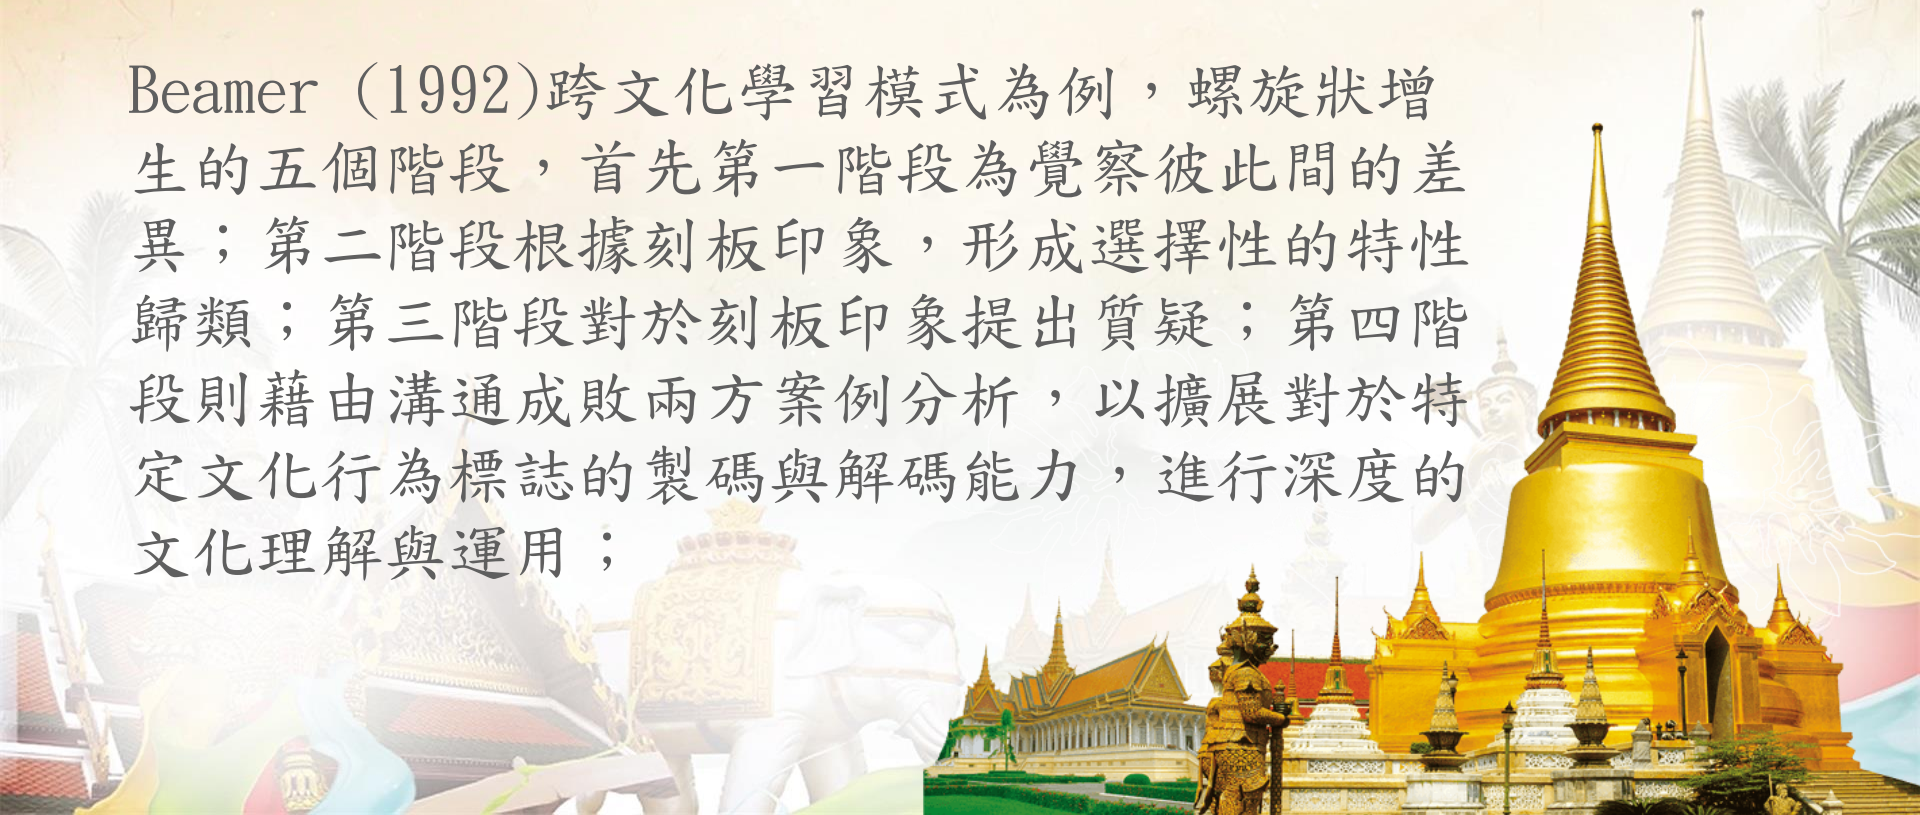 Beamer (1992)跨文化學習模式為例，螺旋狀增
生的五個階段，首先第一階段為覺察彼此間的差
異；第二階段根據刻板印象，形成選擇性的特性
歸類；第三階段對於刻板印象提出質疑；第四階
段則藉由溝通成敗兩方案例分析，以擴展對於特
定文化行為標誌的製碼與解碼能力，進行深度的
文化理解與運用；